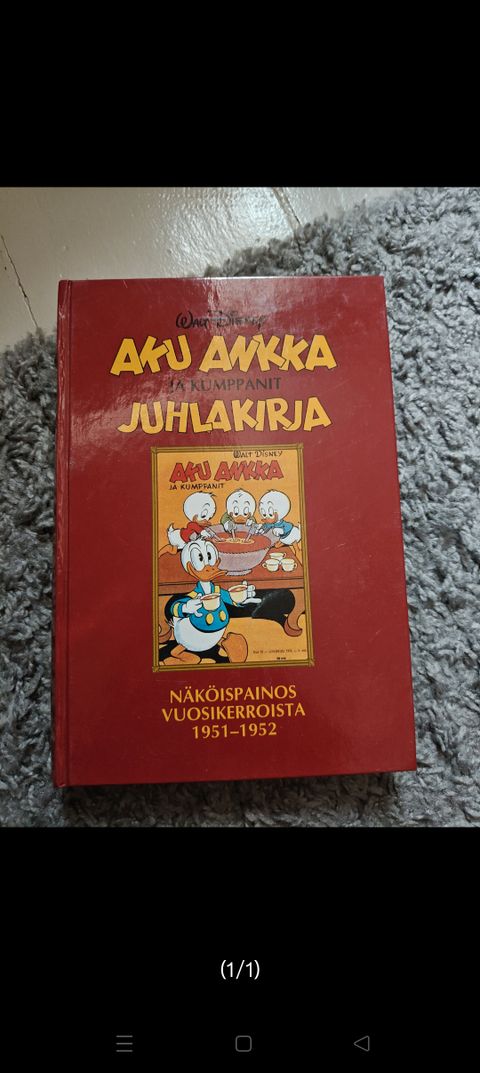 WALT DISNEY
AKU ANKKA
JA KUMPPANIT
JUHLAKIRJA
WALT DISNEY
AKU ANKKA
JA KUMPPANIT
NÄKÖISPAINOS
VUOSIKERROISTA
1951–1952
(1/1)